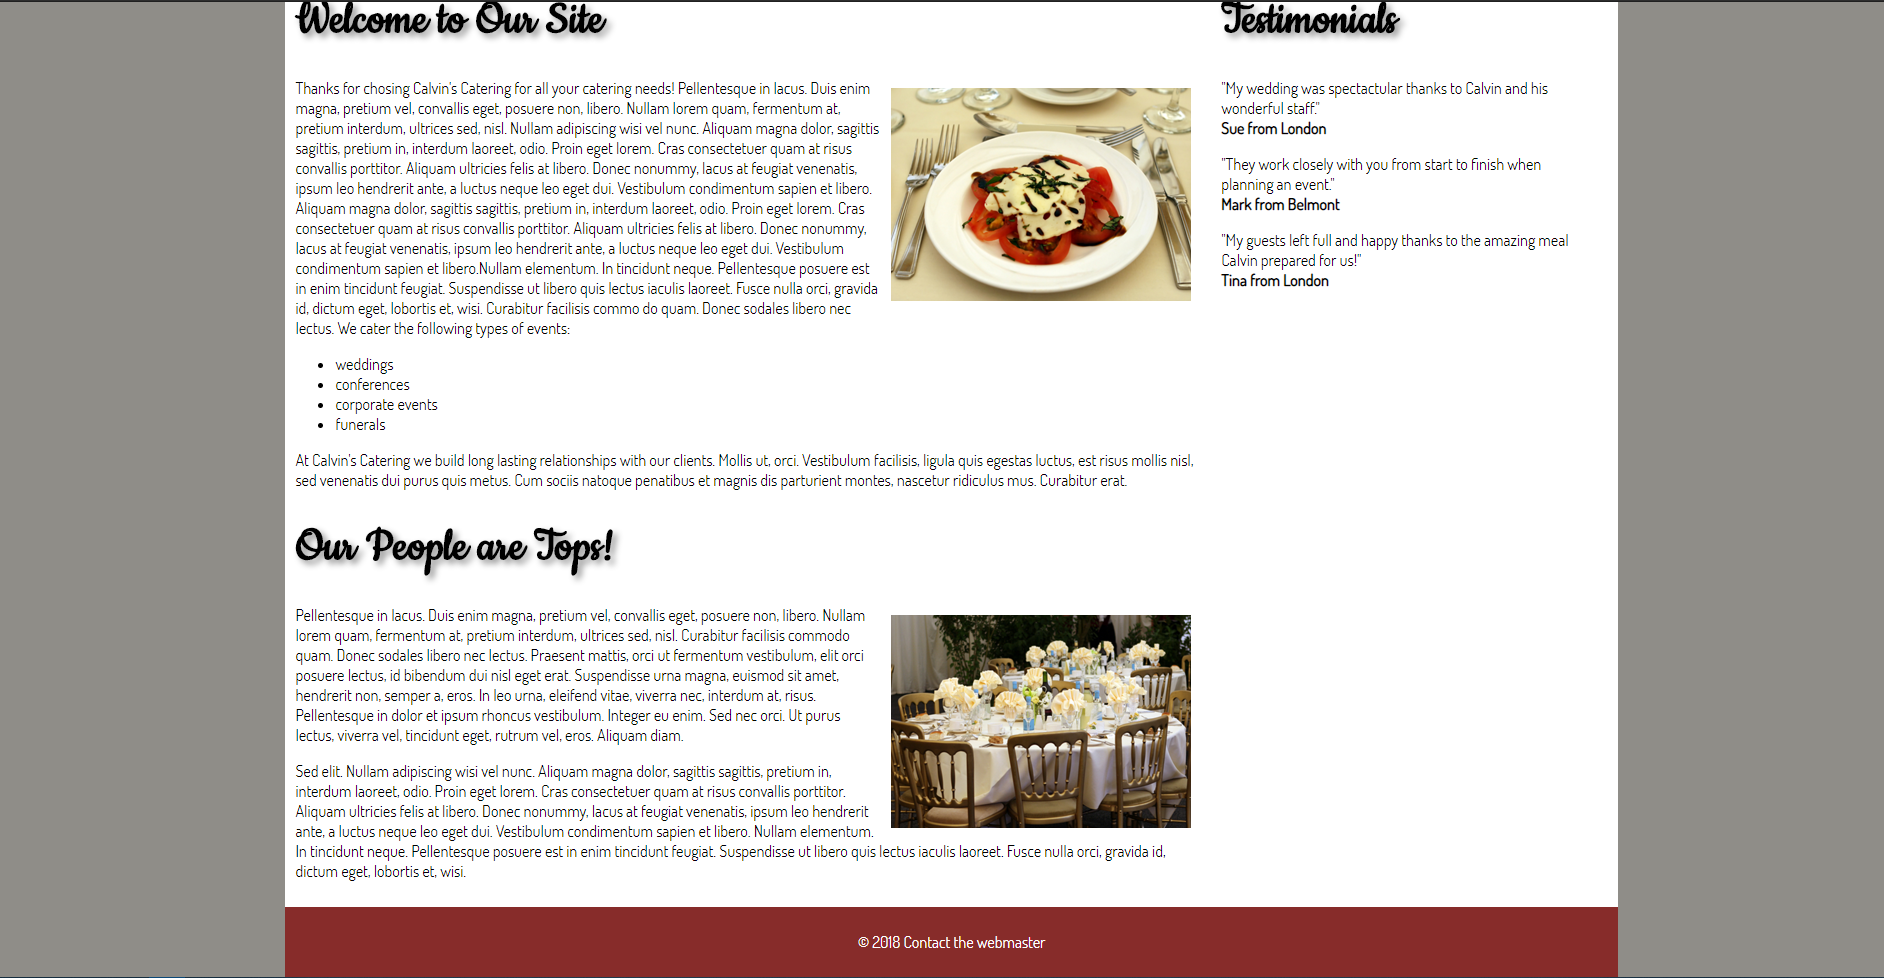 Welcome to Our Site
Thanks for chosing Calvin's Catering for all your catering needs! Pellentesque in lacus. Duis enim
magna, pretium vel, convallis eget, posuere non, libero. Nullam lorem quam, fermentum at,
pretium interdum, ultrices sed, nisl. Nullam adipiscing wisi vel nunc. Aliquam magna dolor, sagittis
sagittis, pretium in, interdum laoreet, odio. Proin eget lorem. Cras consectetuer quam at risus
convallis porttitor. Aliquam ultricies felis at libero. Donec nonummy, lacus at feugiat venenatis,
ipsum leo hendrerit ante, a luctus neque leo eget dui. Vestibulum condimentum sapien et libero.
Aliquam magna dolor, sagittis sagittis, pretium in, interdum laoreet, odio. Proin eget lorem. Cras
consectetuer quam at risus convallis porttitor. Aliquam ultricies felis at libero. Donec nonummy,
lacus at feugiat venenatis, ipsum leo hendrerit ante, a luctus neque leo eget dui. Vestibulum
condimentum sapien et libero.Nullam elementum. In tincidunt neque. Pellentesque posuere est
in enim tincidunt feugiat. Suspendisse ut libero quis lectus iaculis laoreet. Fusce nulla orci, gravida
id, dictum eget, lobortis et, wisi. Curabitur facilisis commo do quam. Donec sodales libero nec
lectus. We cater the following types of events:
• weddings
• conferences
• corporate events
• funerals
At Calvin's Catering we build long lasting relationships with our clients. Mollis ut, orci. Vestibulum facilisis, ligula quis egestas luctus, est risus mollis nisl,
sed venenatis dui purus quis metus. Cum sociis natoque penatibus et magnis dis parturient montes, nascetur ridiculus mus. Curabitur erat.
Our People are Tops!
Pellentesque in lacus. Duis enim magna, pretium vel, convallis eget, posuere non, libero. Nullam
lorem quam, fermentum at, pretium interdum, ultrices sed, nisl. Curabitur facilisis commodo
quam. Donec sodales libero nec lectus. Praesent mattis, orci ut fermentum vestibulum, elit orci
posuere lectus, id bibendum dui nisl eget erat. Suspendisse urna magna, euismod sit amet,
hendrerit non, semper a, eros. In leo urna, eleifend vitae, viverra nec, interdum at, risus.
Pellentesque in dolor et ipsum rhoncus vestibulum. Integer eu enim. Sed nec orci. Ut purus
lectus, viverra vel, tincidunt eget, rutrum vel, eros. Aliquam diam.
Sed elit. Nullam adipiscing wisi vel nunc. Aliquam magna dolor, sagittis sagittis, pretium in,
interdum laoreet, odio. Proin eget lorem. Cras consectetuer quam at risus convallis porttitor.
Aliquam ultricies felis at libero. Donec nonummy, lacus at feugiat venenatis, ipsum leo hendrerit
ante, a luctus neque leo eget dui. Vestibulum condimentum sapien et libero. Nullam elementum.
In tincidunt neque. Pellentesque posuere est in enim tincidunt feugiat. Suspendisse ut libero quis lectus iaculis laoreet. Fusce nulla orci, gravida id,
dictum eget, lobortis et, wisi.
Testimonials
"My wedding was spectactular thanks to Calvin and his
wonderful staff."
Sue from London
"They work closely with you from start to finish when
planning an event."
Mark from Belmont
"My guests left full and happy thanks to the amazing meal
Calvin prepared for us!"
Tina from London
© 2018 Contact the webmaster